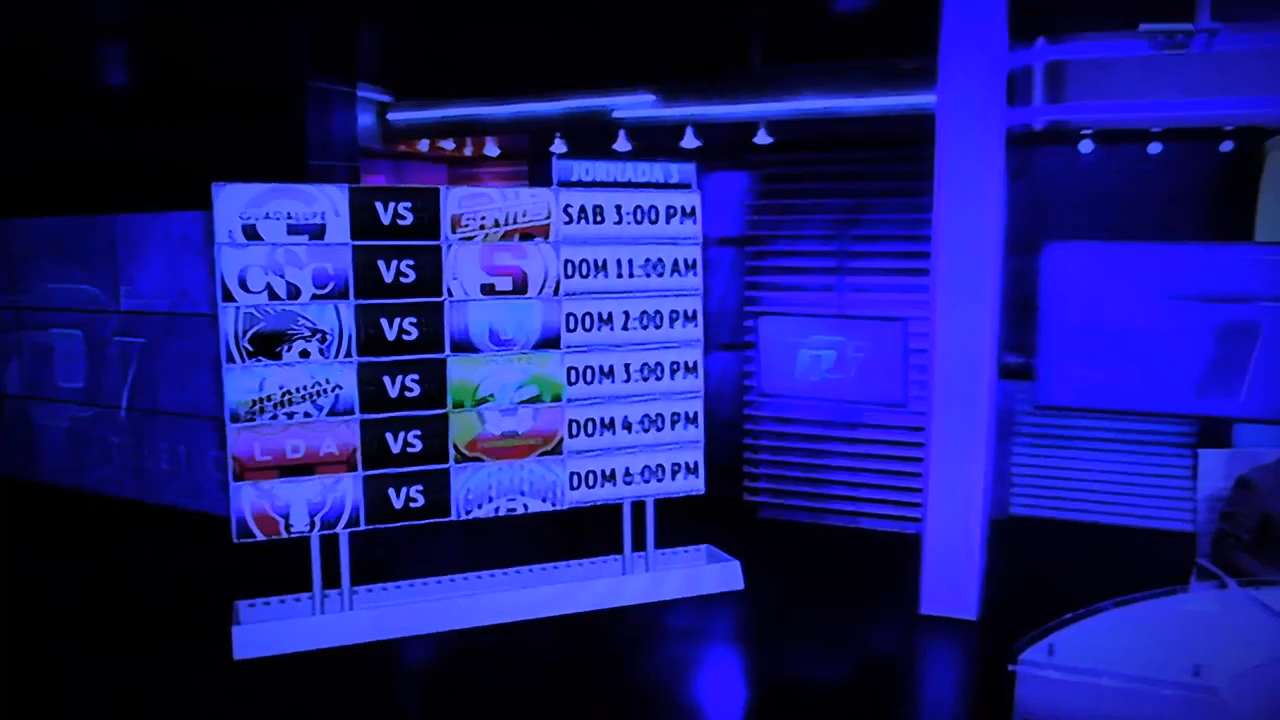 JORNADA 3
GUADALUPE VS SANTOS SAB 3:00 PM
CSC VS S DOM 11:00 AM
VS DOM 2:00 PM
VS DOM 3:00 PM
LDA VS DOM 4:00 PM
VS DOM 6:00 PM